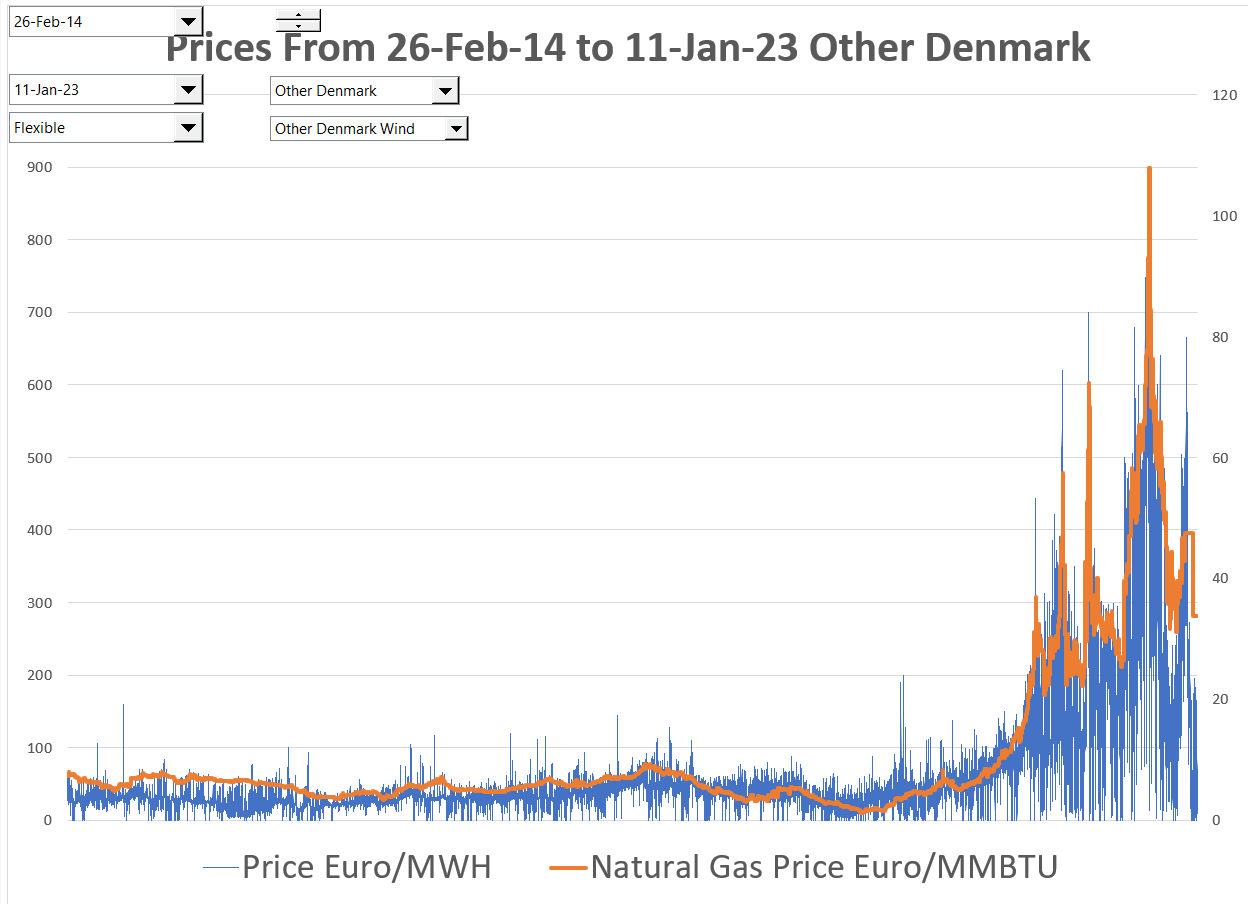 26-Feb-14
Prices From 26-Feb-14 to 11-Jan-23 Other Denmark
11-Jan-23
Other Denmark
Flexible
Other Denmark Wind
900
800
700
600
500
400
300
200
100
0
120
100
80
60
40
20
0
Price Euro/MWH
Natural Gas Price Euro/MMBTU